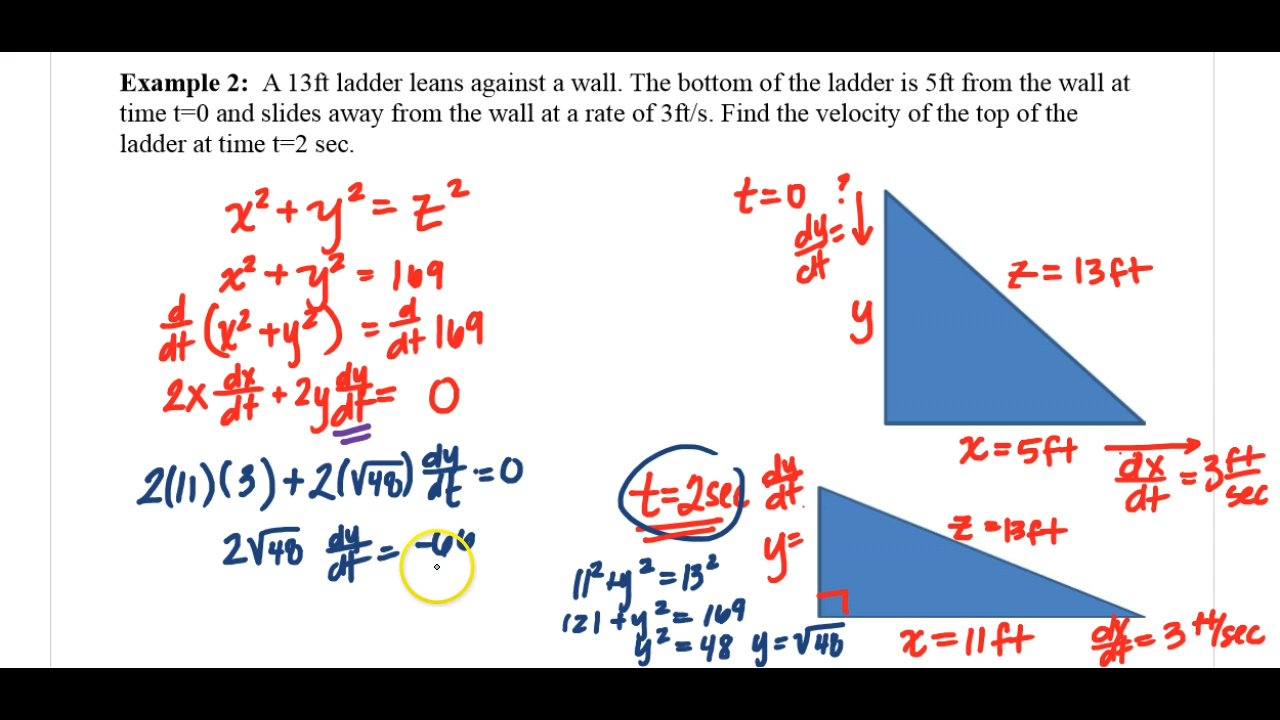 Example 2: A 13ft ladder leans against a wall. The bottom of the ladder is 5ft from the wall at
time t=0 and slides away from the wall at a rate of 3ft/s. Find the velocity of the top of the
ladder at time t=2 sec.
x² + y² = z²
x² + y² = 169
d/dt (x² + y²) = d/dt 169
2x dx/dt + 2y dy/dt = 0
2(11)(3) + 2(√48) dy/dt = 0
2√48 dy/dt = -66
t=0 ?
dy/dt =
y
z = 13ft
x = 5ft
dx/dt = 3 ft/sec
t=2sec
dy/dt
y=
z = 13ft
11² + y² = 13²
121 + y² = 169
y² = 48 y = √48
x = 11ft
dx/dt = 3 ft/sec